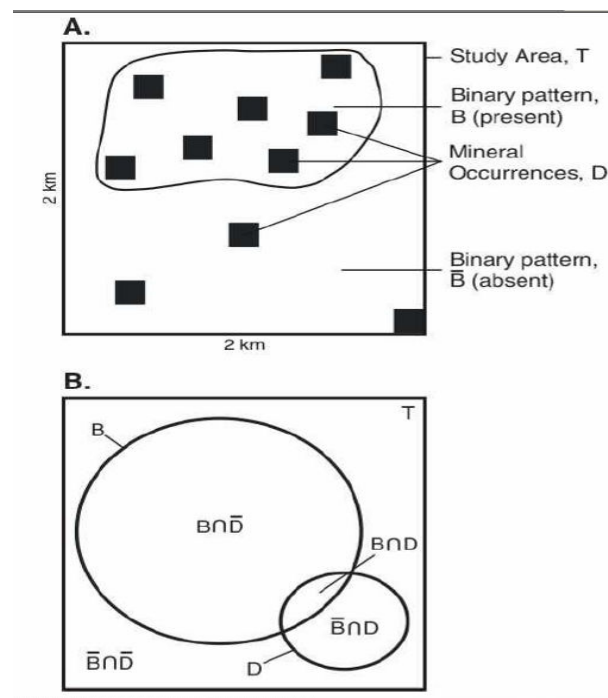 A.
Study Area, T
Binary pattern,
B (present)
Mineral
Occurrences, D
2 km
Binary pattern,
B̅ (absent)
2 km
B.
T
B
B∩D̅
B∩D
B̅∩D
B̅∩D̅
D